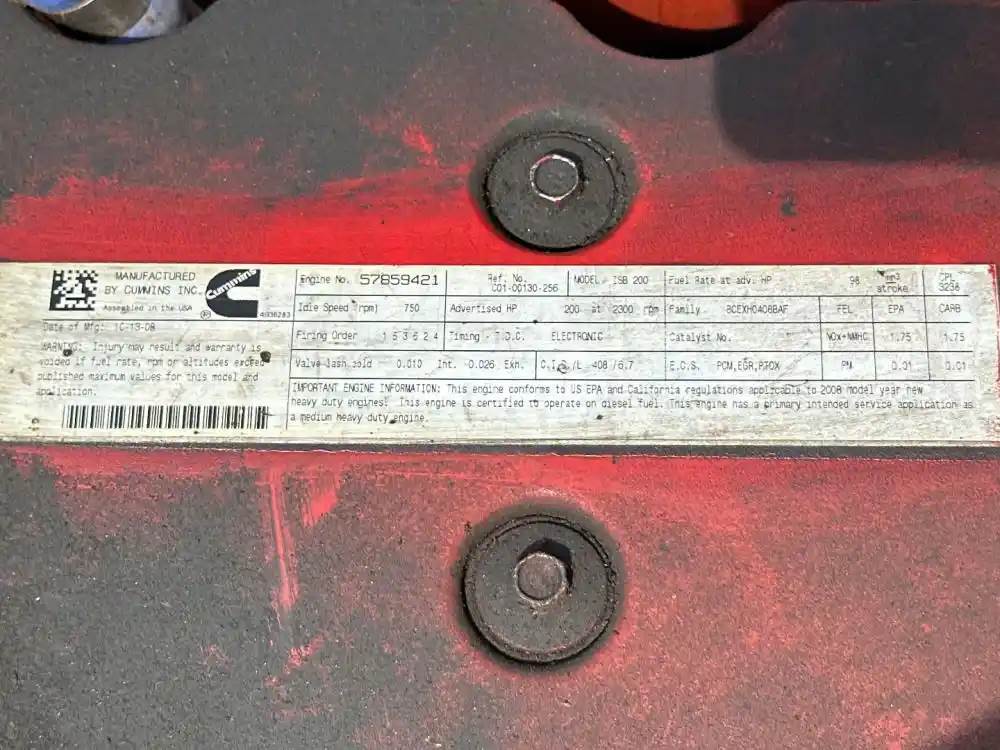 MANUFACTURED
BY CUMMINS INC.
Assembled in the USA
Cummins
4936283
Date of Mfg:
WARNING: Injury may result and warranty is
voided if fuel rate, rpm or altitudes exceed
published maximum values for this model and
application.
Engine No. 57859421
Ref. No.
C01-00130-256
MODEL: ISB 200
Fuel Rate at adv. HP 98 mm3
stroke
CPL
3238
Idle Speed (rpm) 750
Advertised HP 200 at 2300 rpm
Family 8CEXH0408BAF
FEL EPA CARB
Firing Order 1 5 3 6 2 4
Timing - T.D.C. ELECTRONIC
Catalyst No.
NOx+NMHC 1.75 1.75
Valve lash cold 0.010 Int. 0.026 Exh.
C.I.D./L 408 /6.7
E.C.S. PCM,EGR,PTOX
PM 0.01 0.01
IMPORTANT ENGINE INFORMATION: This engine conforms to US EPA and California regulations applicable to 2008 model year new
heavy duty engines. This engine is certified to operate on diesel fuel. This engine has a primary intended service application as
a medium heavy duty engine.